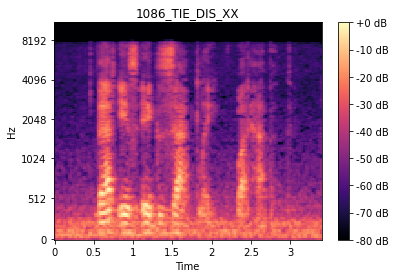 1086_TIE_DIS_XX
8192
4096
2048
1024
512
0
Hz
0
0.5
1
1.5
2
2.5
3
Time
+0 dB
-10 dB
-20 dB
-30 dB
-40 dB
-50 dB
-60 dB
-70 dB
-80 dB